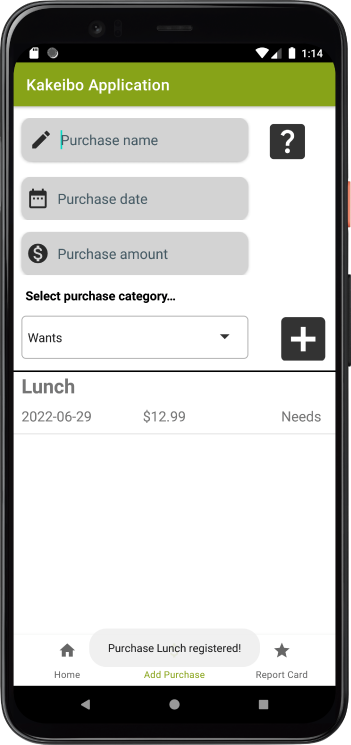 1:14
Kakeibo Application
Purchase name
?
Purchase date
$ Purchase amount
Select purchase category...
Wants
+
Lunch
2022-06-29 $12.99 Needs
Purchase Lunch registered!
Home Add Purchase Report Card